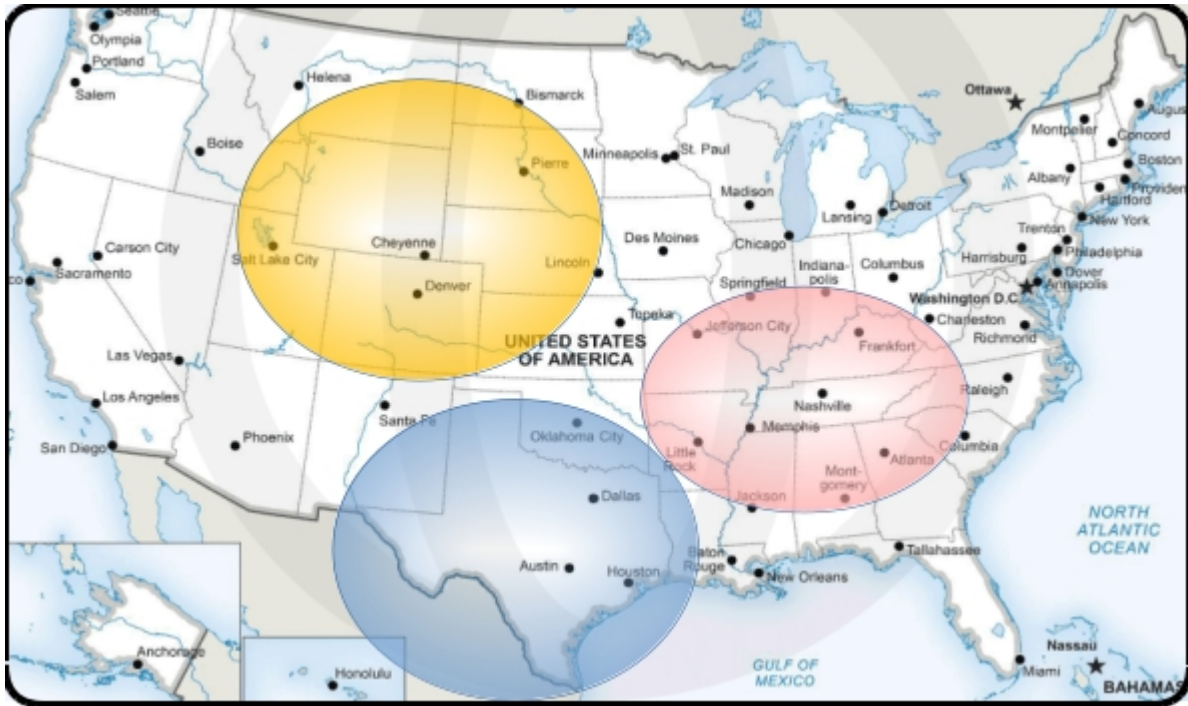 Seattle
Olympia
Portland
Salem
Helena
Boise
Bismarck
Pierre
Minneapolis
St. Paul
Ottawa
Montpelier
Augus
Concord
Boston
Albany
Providen
Hartford
New York
Madison
Lansing
Detroit
Trenton
Philadelphia
Harrisburg
Dover
Annapolis
Carson City
Sacramento
co
Salt Lake City
Cheyenne
Denver
Lincoln
Des Moines
Chicago
Indiana-
polis
Columbus
Springfield
Washington D.C.
Charleston
Richmond
Topeka
Jefferson City
Frankfort
UNITED STATES
OF AMERICA
Las Vegas
Los Angeles
San Diego
Phoenix
Santa Fe
Oklahoma City
Nashville
Raleigh
Memphis
Little
Rock
Columbia
Atlanta
Mont-
gomery
Jackson
Dallas
Austin
Houston
Baton
Rouge
New Orleans
Tallahassee
NORTH
ATLANTIC
OCEAN
Anchorage
Honolulu
GULF OF
MEXICO
Miami
Nassau
BAHAMAS